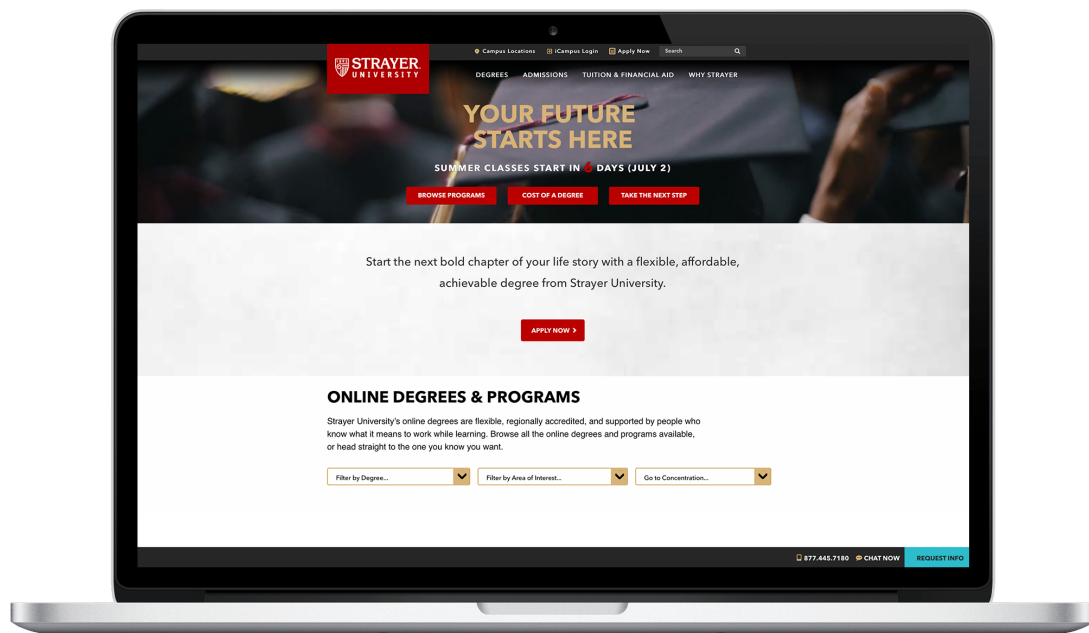 Campus Locations iCampus Login Apply Now Search
STRAYER
UNIVERSITY
DEGREES ADMISSIONS TUITION & FINANCIAL AID WHY STRAYER
YOUR FUTURE
STARTS HERE
SUMMER CLASSES START IN 6 DAYS (JULY 2)
BROWSE PROGRAMS COST OF A DEGREE TAKE THE NEXT STEP
Start the next bold chapter of your life story with a flexible, affordable,
achievable degree from Strayer University.
APPLY NOW >
ONLINE DEGREES & PROGRAMS
Strayer University's online degrees are flexible, regionally accredited, and supported by people who
know what it means to work while learning. Browse all the online degrees and programs available,
or head straight to the one you know you want.
Filter by Degree... Filter by Area of Interest... Go to Concentration...
877.445.7180 CHAT NOW REQUEST INFO